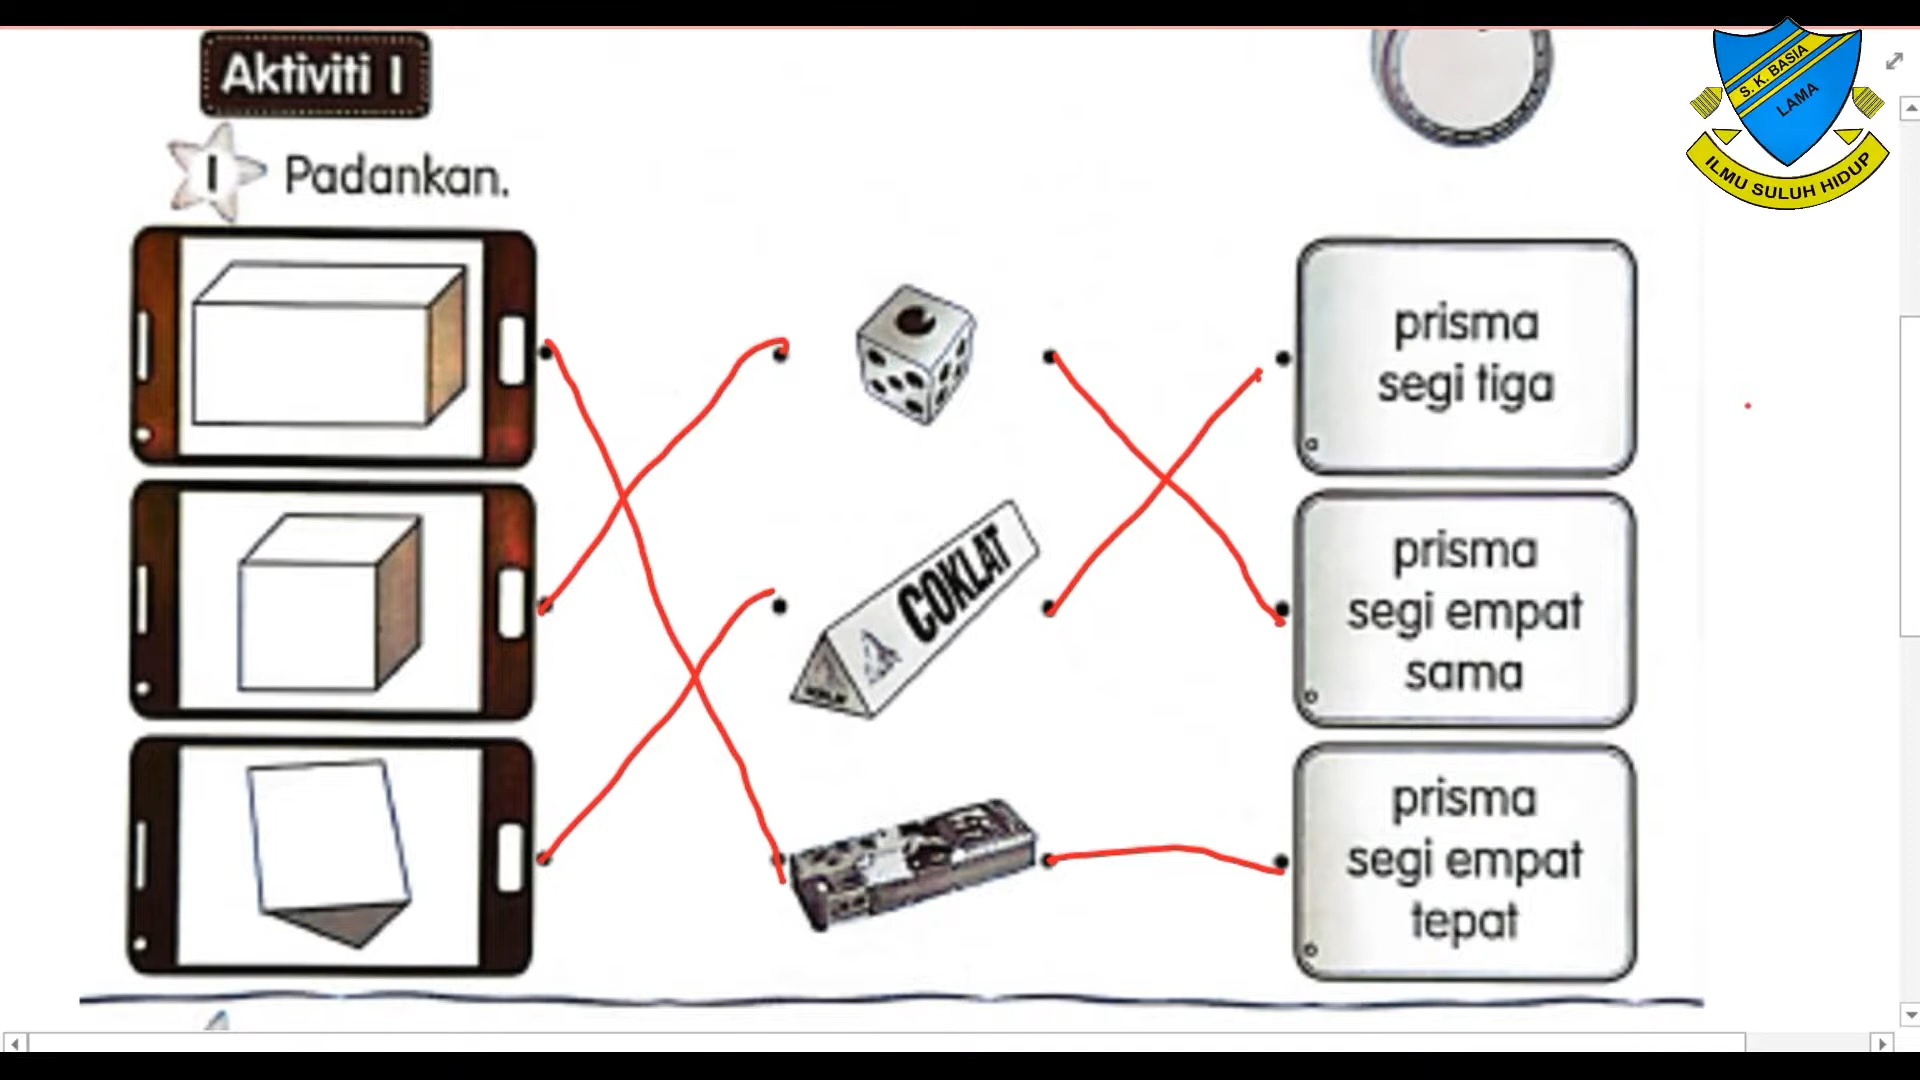 Aktiviti 1
S. K. BASIA
LAMA
ILMU SULUH HIDUP
1 Padankan.
prisma
segi tiga
COKLAT
prisma
segi empat
sama
prisma
segi empat
tepat